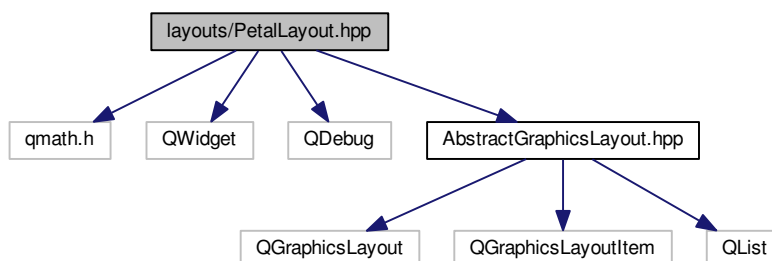 layouts/PetalLayout.hpp
qmath.h
QWidget
QDebug
AbstractGraphicsLayout.hpp
QGraphicsLayout
QGraphicsLayoutItem
QList